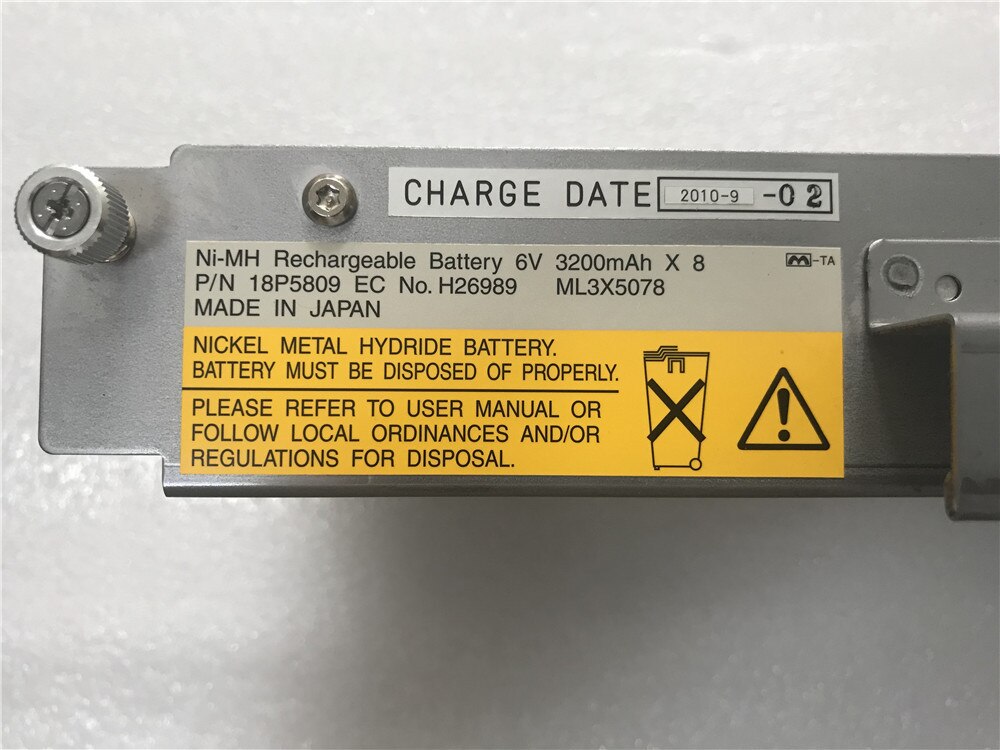 CHARGE DATE 2010-9 -02
Ni-MH Rechargeable Battery 6V 3200mAh X 8 -TA
P/N 18P5809 EC No. H26989 ML3X5078
MADE IN JAPAN
NICKEL METAL HYDRIDE BATTERY.
BATTERY MUST BE DISPOSED OF PROPERLY.
PLEASE REFER TO USER MANUAL OR
FOLLOW LOCAL ORDINANCES AND/OR
REGULATIONS FOR DISPOSAL.